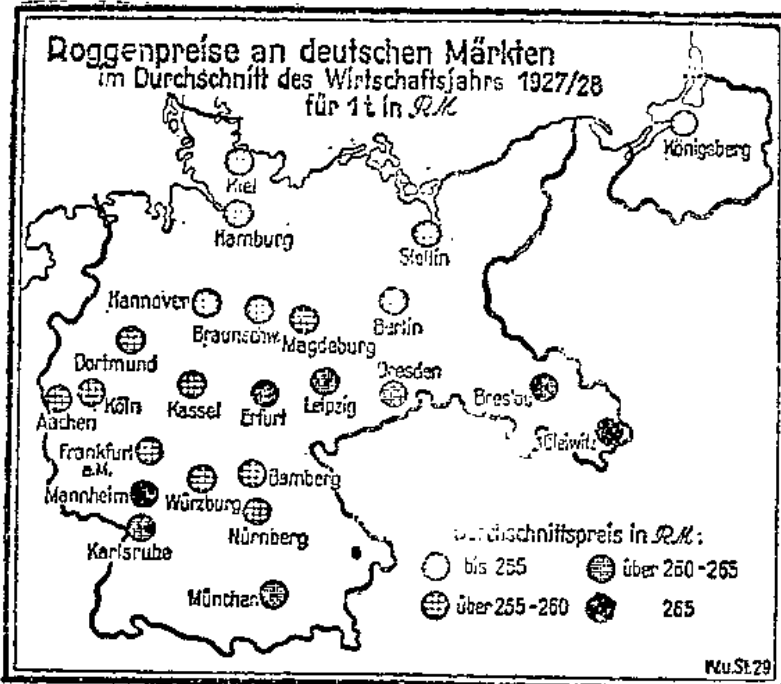 Roggenpreise an deutschen Märkten
im Durchschnitt des Wirtschaftsjahrs 1927/28
für 1t in RM
Königsberg
Kiel
Hamburg
Stettin
Hannover
Braunschw.
Magdeburg
Berlin
Dortmund
Dresden
Aachen
Köln
Kassel
Erfurt
Leipzig
Breslau
Gleiwitz
Frankfurt
a.M.
Bamberg
Mannheim
Würzburg
Nürnberg
Karlsruhe
München
Durchschnittspreis in RM:
bis 255
über 260-265
über 255-260
265
W.u.St.29